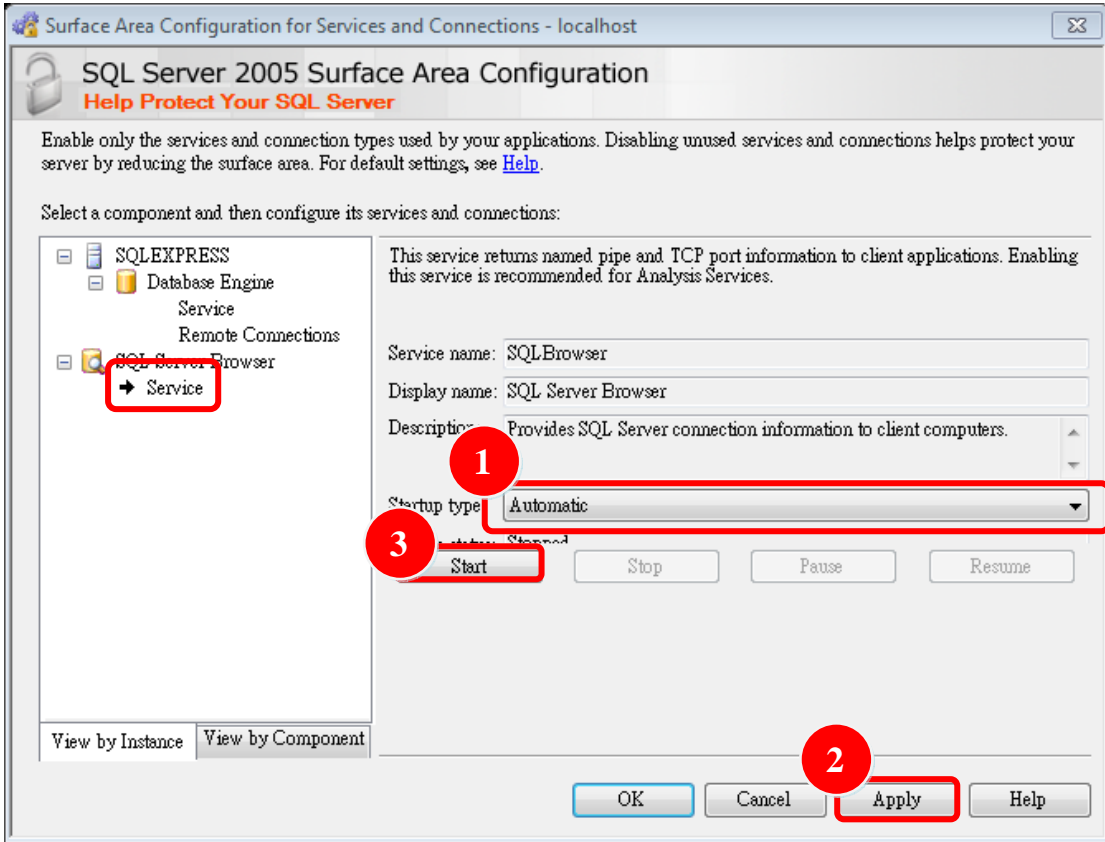 Surface Area Configuration for Services and Connections - localhost
SQL Server 2005 Surface Area Configuration
Help Protect Your SQL Server
Enable only the services and connection types used by your applications. Disabling unused services and connections helps protect your
server by reducing the surface area. For default settings, see Help.
Select a component and then configure its services and connections:
SQLEXPRESS
Database Engine
Service
Remote Connections
SQL Server Browser
Service
View by Instance View by Component
This service returns named pipe and TCP port information to client applications. Enabling
this service is recommended for Analysis Services.
Service name: SQLBrowser
Display name: SQL Server Browser
Description Provides SQL Server connection information to client computers.
1
Startup type Automatic
3
status: Stopped
Start Stop Pause Resume
2
OK Cancel Apply Help